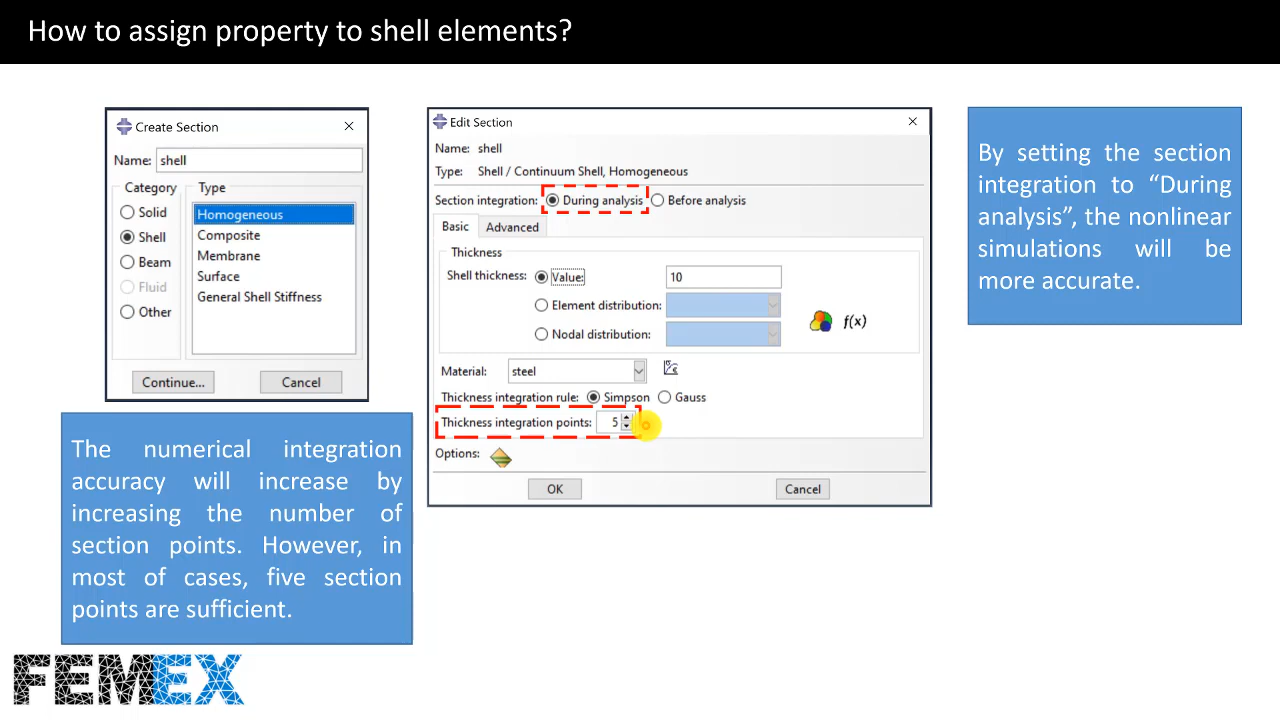 How to assign property to shell elements?
Create Section
Name: shell
Category
Type
Solid
Shell
Beam
Fluid
Other
Homogeneous
Composite
Membrane
Surface
General Shell Stiffness
Continue...
Cancel
The numerical integration
accuracy will increase by
increasing the number of
section points. However, in
most of cases, five section
points are sufficient.
Edit Section
Name: shell
Type: Shell / Continuum Shell, Homogeneous
Section integration: During analysis Before analysis
Basic Advanced
Thickness
Shell thickness: Value: 10
Element distribution:
Nodal distribution:
f(x)
Material: steel
Thickness integration rule: Simpson Gauss
Thickness integration points: 5
Options:
OK Cancel
By setting the section
integration to “During
analysis”, the nonlinear
simulations will be
more accurate.
FEMEX